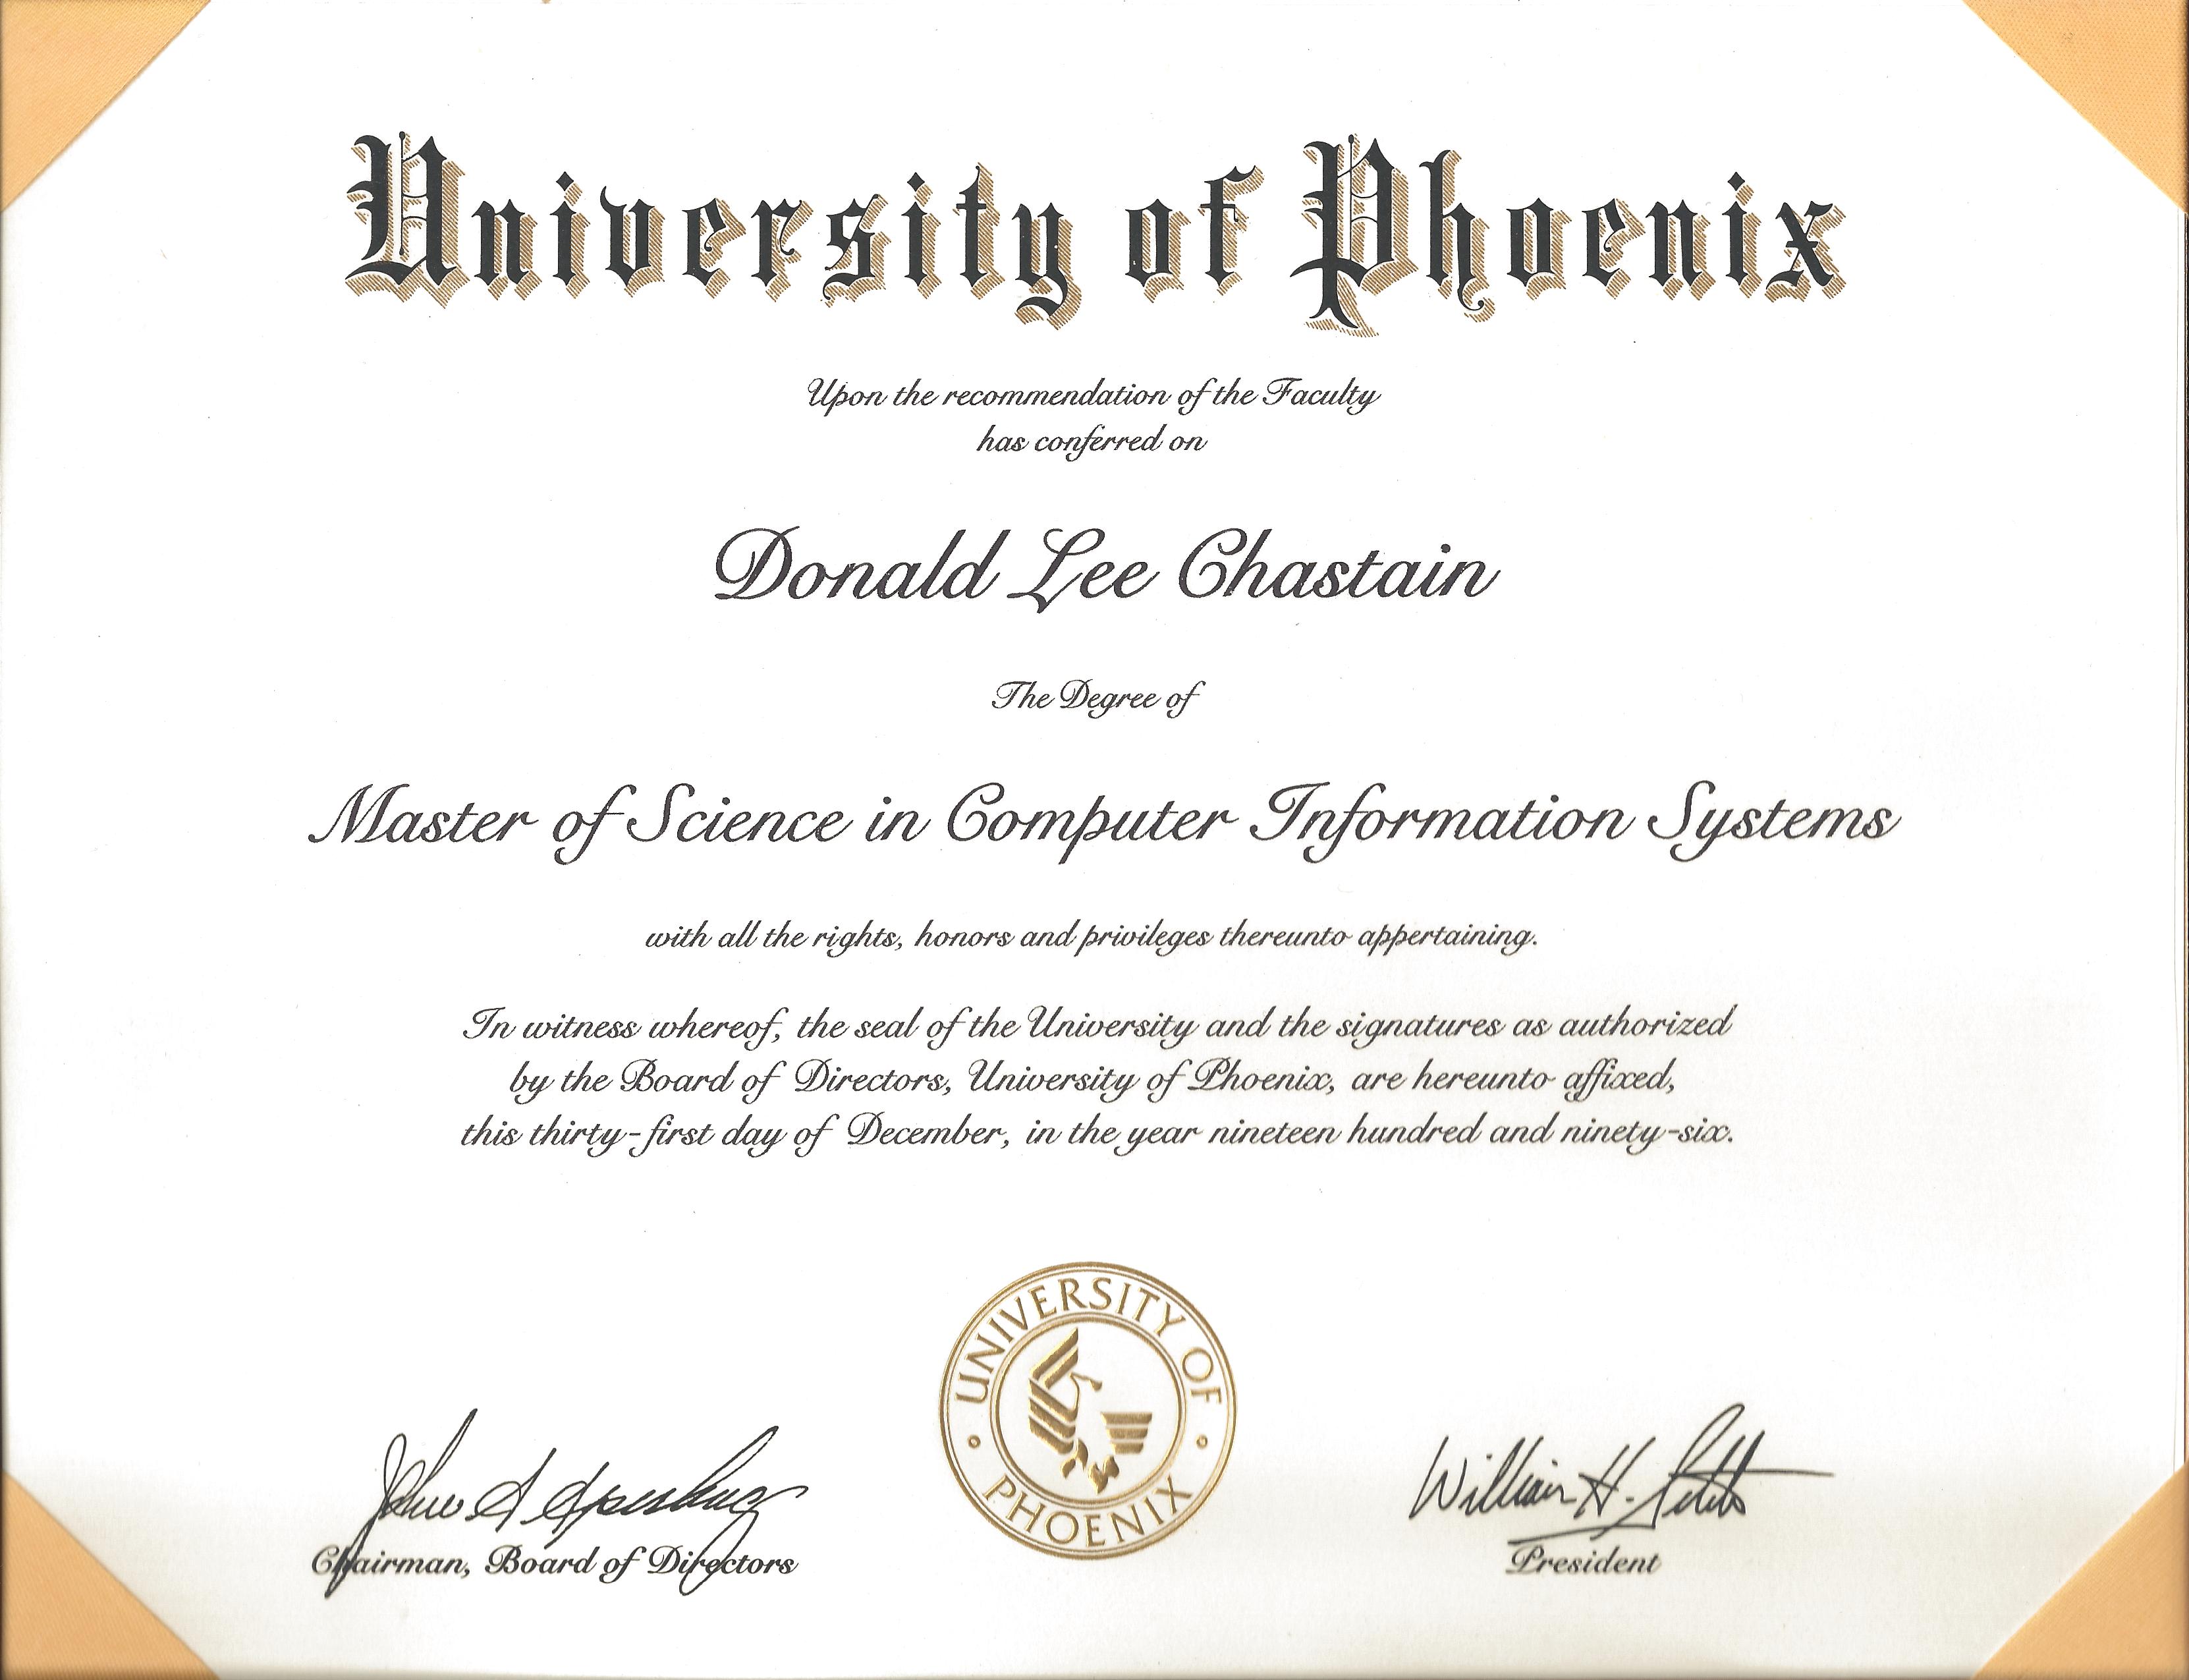 University of Phoenix
Upon the recommendation of the Faculty
has conferred on
Donald Lee Chastain
The Degree of
Master of Science in Computer Information Systems
with all the rights, honors and privileges thereunto appertaining.
In witness whereof, the seal of the University and the signatures as authorized
by the Board of Directors, University of Phoenix, are hereunto affixed,
this thirty-first day of December, in the year nineteen hundred and ninety-six.
UNIVERSITY OF PHOENIX
John
William H.
Chairman, Board of Directors
President